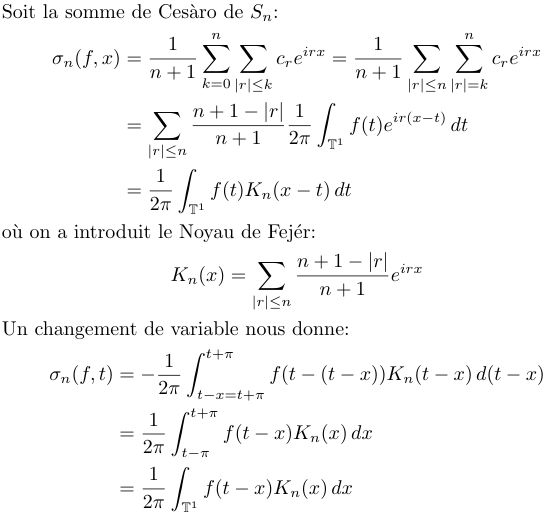 Soit la somme de Cesàro de $S_n$:
$\sigma_n(f,x) = \frac{1}{n+1}\sum_{k=0}^{n}\sum_{|r|\leq k} c_r e^{irx} = \frac{1}{n+1}\sum_{|r|\leq n}\sum_{|r|=k}^{n} c_r e^{irx}$
$= \sum_{|r|\leq n} \frac{n+1-|r|}{n+1}\frac{1}{2\pi}\int_{\mathbb{T}^1} f(t)e^{ir(x-t)}\,dt$
$= \frac{1}{2\pi}\int_{\mathbb{T}^1} f(t)K_n(x-t)\,dt$
où on a introduit le Noyau de Fejér:
$K_n(x) = \sum_{|r|\leq n} \frac{n+1-|r|}{n+1}e^{irx}$
Un changement de variable nous donne:
$\sigma_n(f,t) = -\frac{1}{2\pi}\int_{t-x=t+\pi}^{t+\pi} f(t-(t-x))K_n(t-x)\,d(t-x)$
$= \frac{1}{2\pi}\int_{t-\pi}^{t+\pi} f(t-x)K_n(x)\,dx$
$= \frac{1}{2\pi}\int_{\mathbb{T}^1} f(t-x)K_n(x)\,dx$